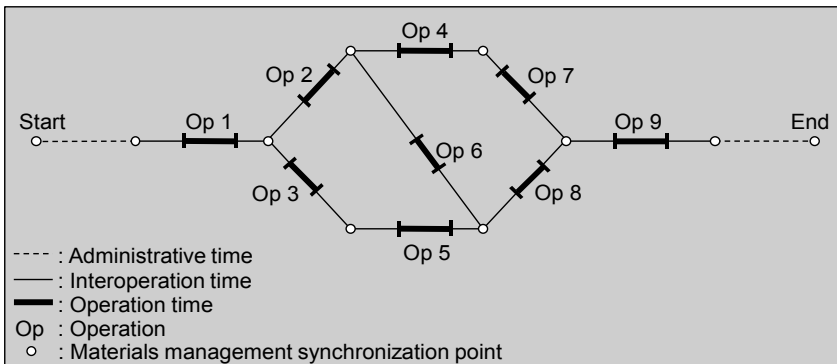 Op 4
Op 2
Op 7
Start
Op 1
Op 9
End
Op 6
Op 3
Op 8
Op 5
: Administrative time
: Interoperation time
: Operation time
Op : Operation
: Materials management synchronization point